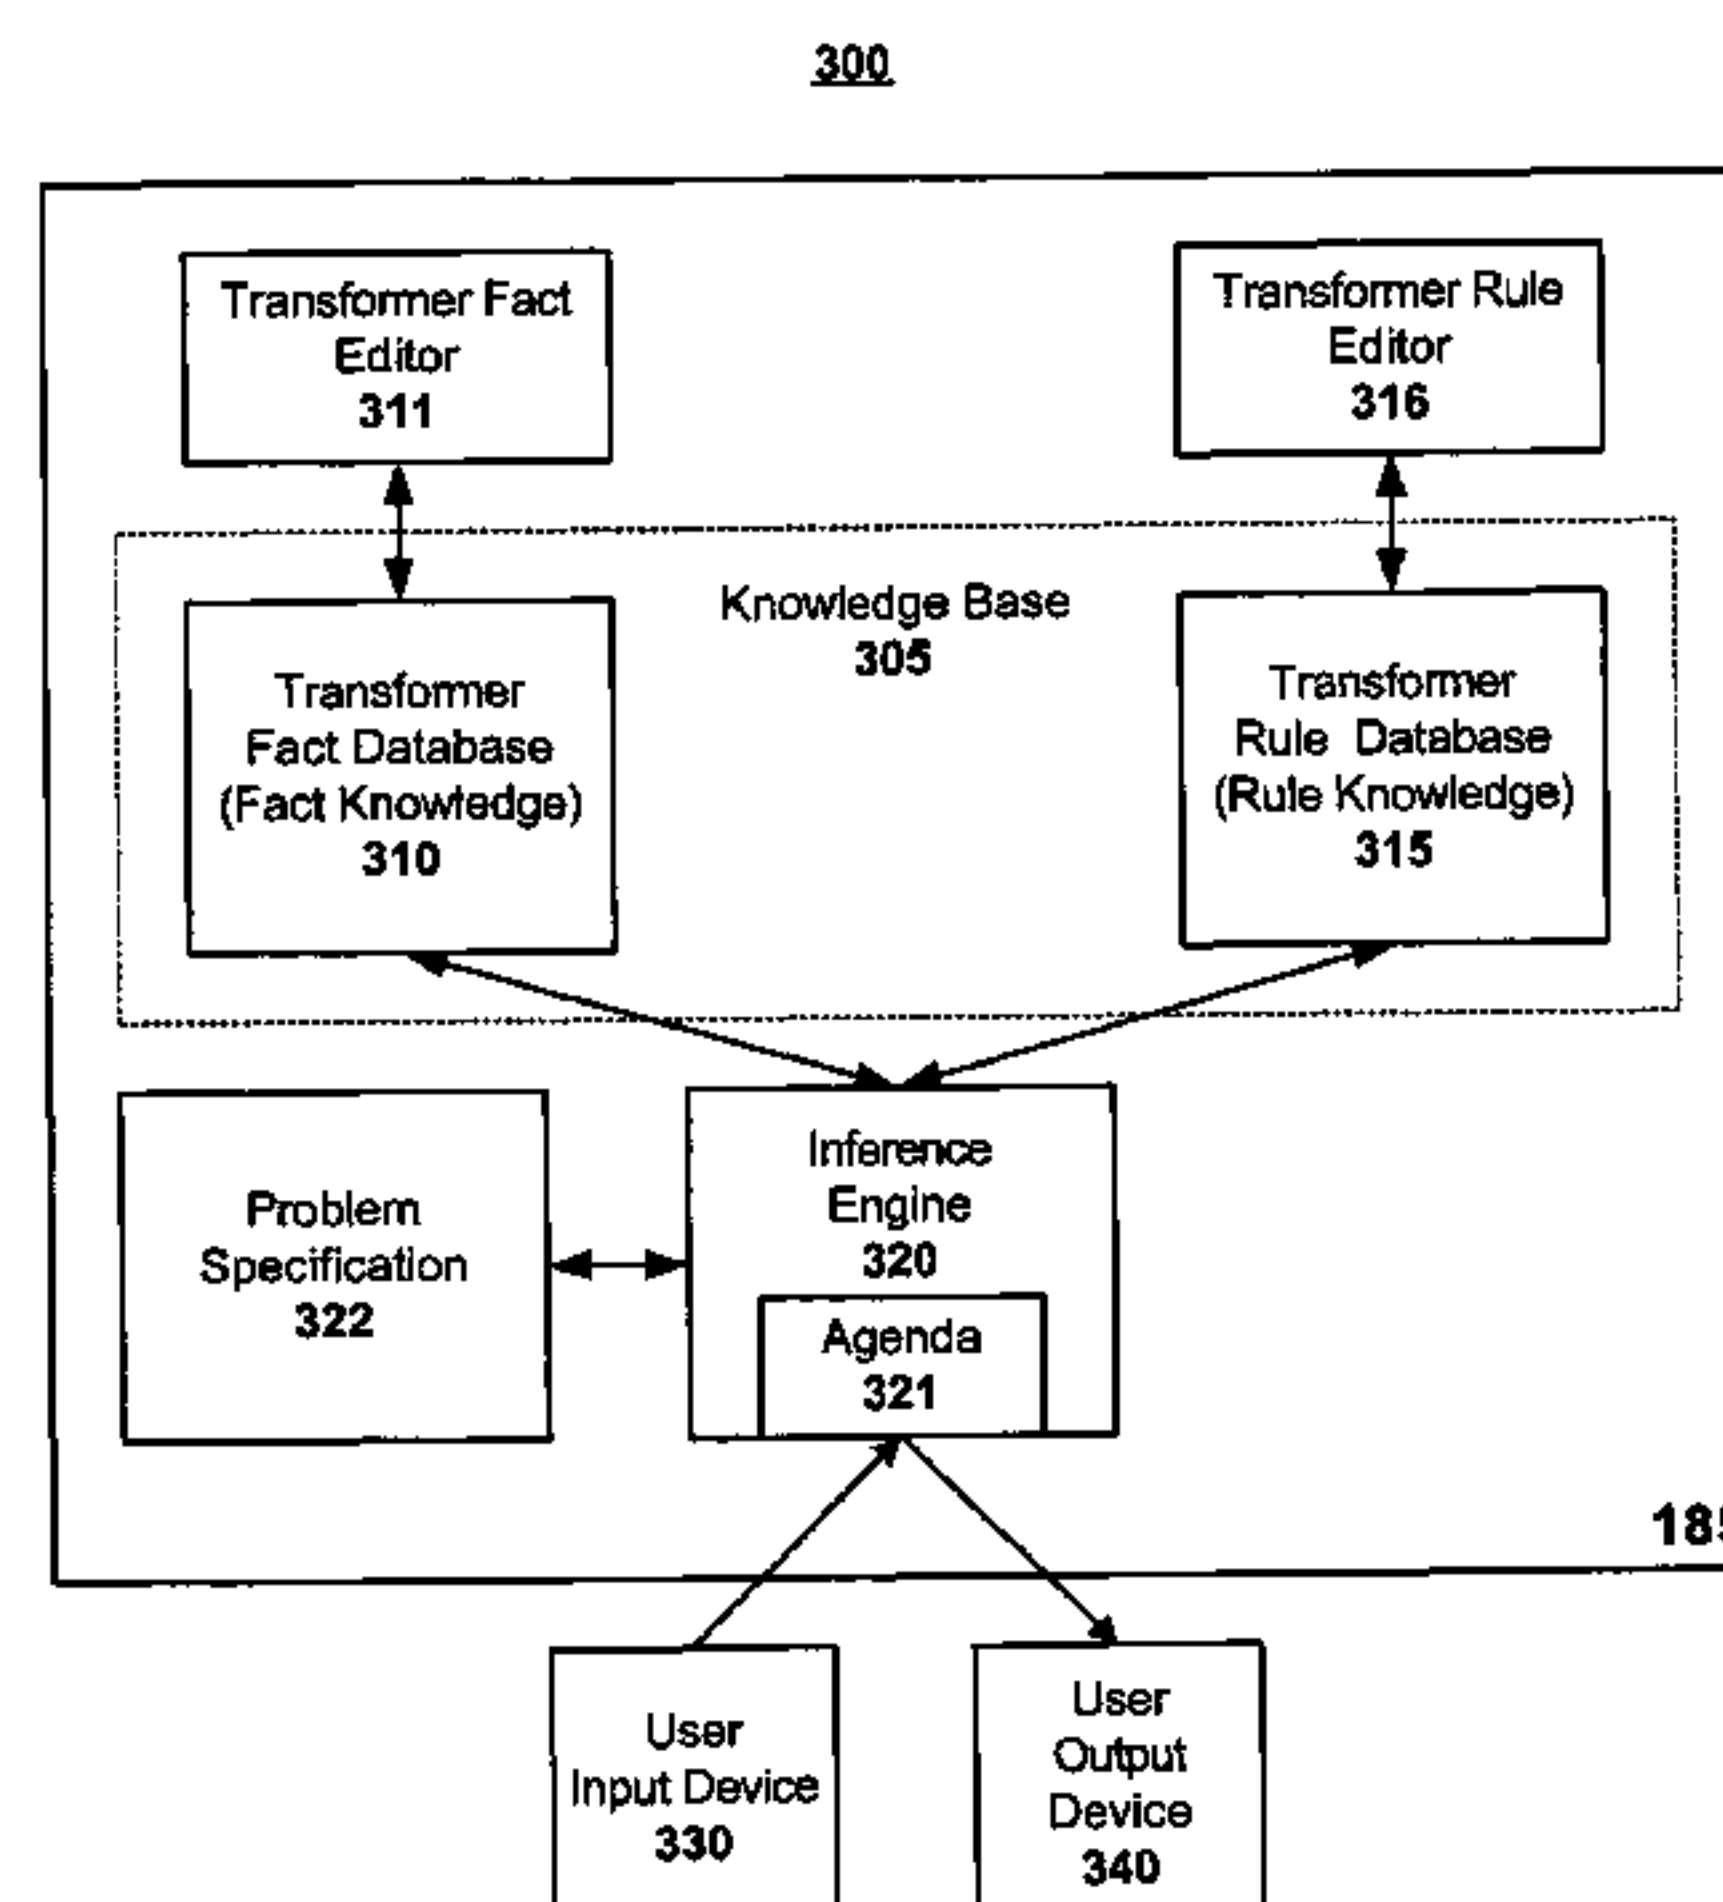 300
Transformer Fact
Editor
311
Transformer Rule
Editor
316
Knowledge Base
305
Transformer
Fact Database
(Fact Knowledge)
310
Transformer
Rule Database
(Rule Knowledge)
315
Problem
Specification
322
Inference
Engine
320
Agenda
321
User
Input Device
330
User
Output
Device
340